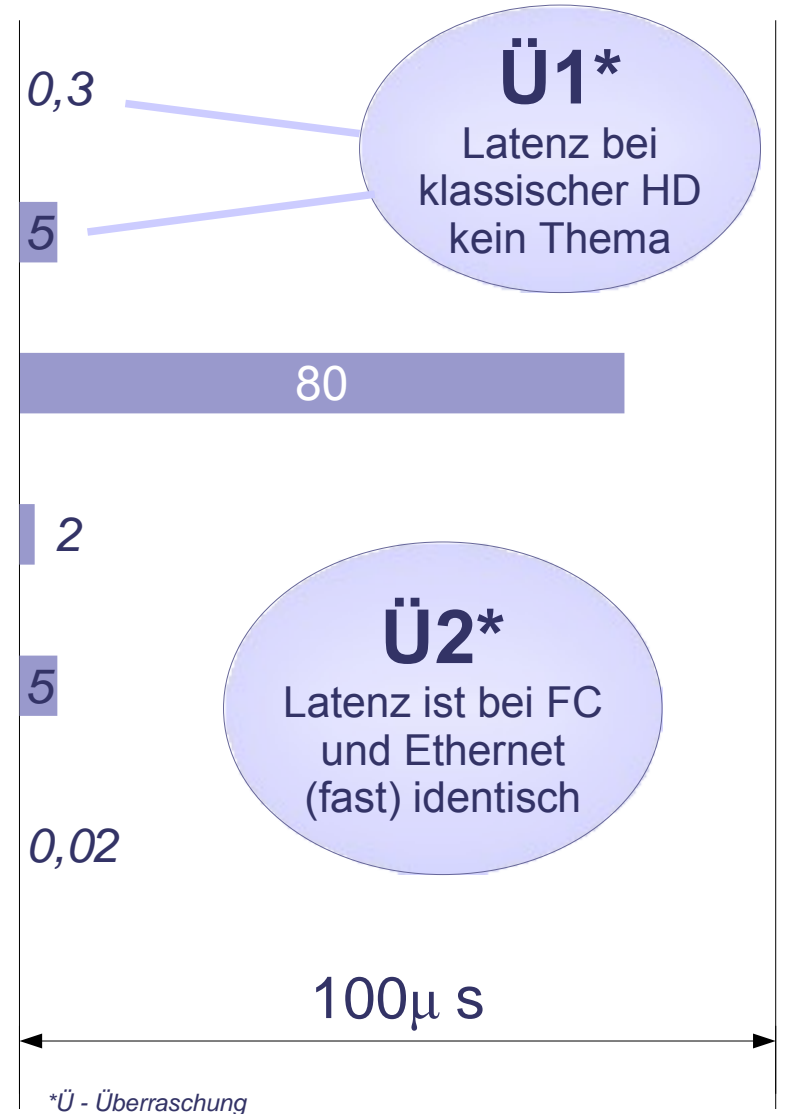 0,3
Ü1*
Latenz bei
klassischer HD
kein Thema
5
80
2
Ü2*
Latenz ist bei FC
und Ethernet
(fast) identisch
5
0,02
100μ s
*Ü - Überraschung